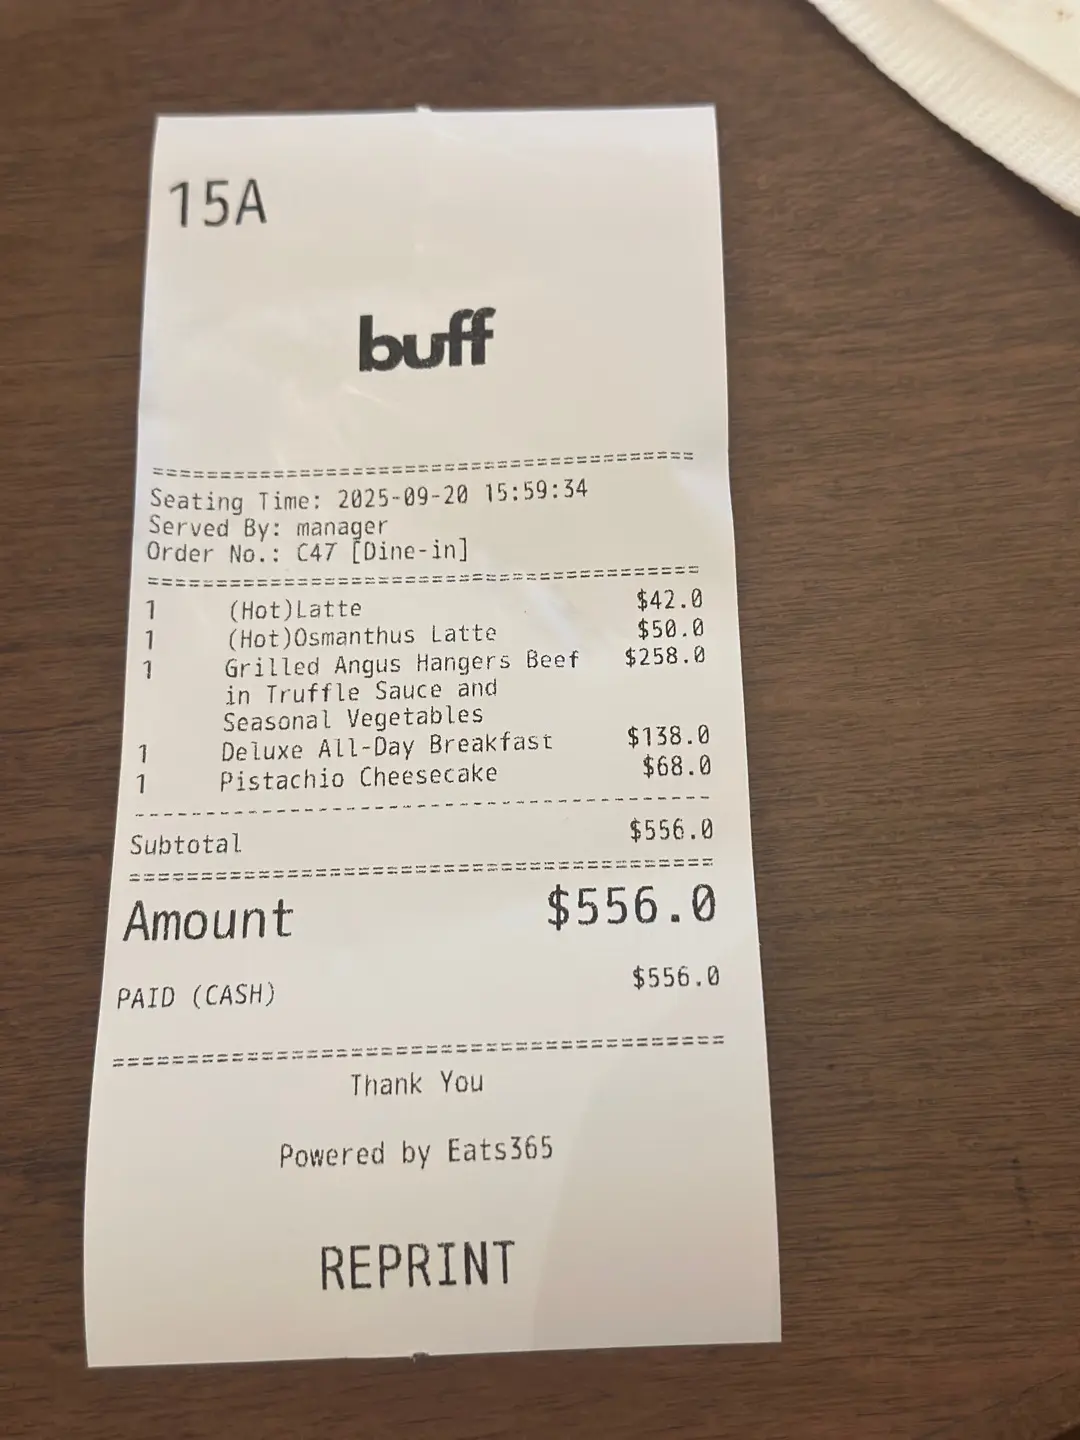 15A
buff
========================================
Seating Time: 2025-09-20 15:59:34
Served By: manager
Order No.: C47 [Dine-in]
========================================
1 (Hot)Latte $42.0
1 (Hot)Osmanthus Latte $50.0
1 Grilled Angus Hangers Beef $258.0
in Truffle Sauce and
Seasonal Vegetables
1 Deluxe All-Day Breakfast $138.0
1 Pistachio Cheesecake $68.0
----------------------------------------
Subtotal $556.0
========================================
Amount $556.0
PAID (CASH) $556.0
========================================
Thank You
Powered by Eats365
REPRINT